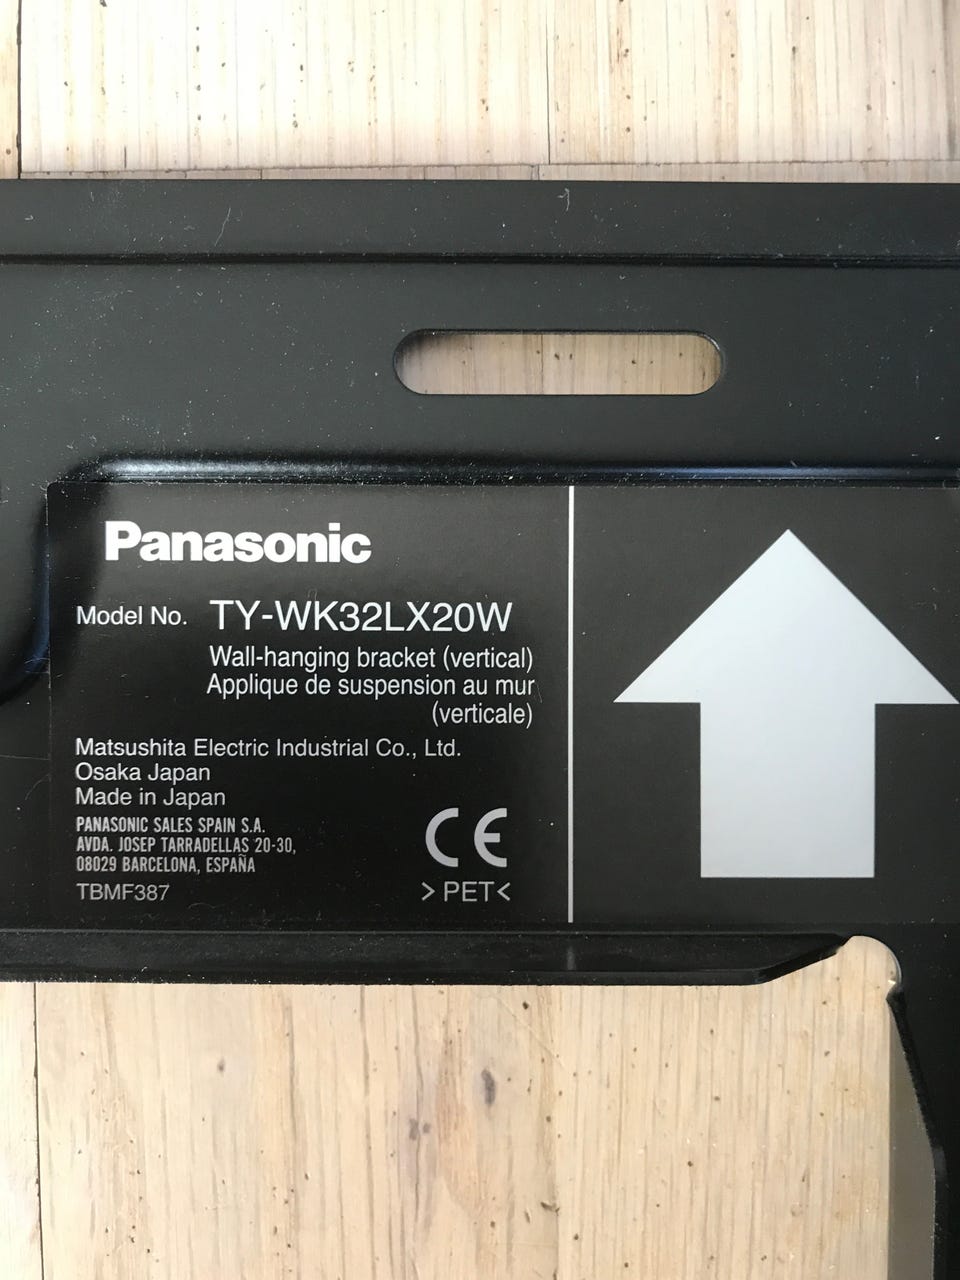 Panasonic
Model No. TY-WK32LX20W
Wall-hanging bracket (vertical)
Applique de suspension au mur
(verticale)
Matsushita Electric Industrial Co., Ltd.
Osaka Japan
Made in Japan
PANASONIC SALES SPAIN S.A.
AVDA. JOSEP TARRADELLAS 20-30,
08029 BARCELONA, ESPAÑA
TBMF387
CE
>PET<